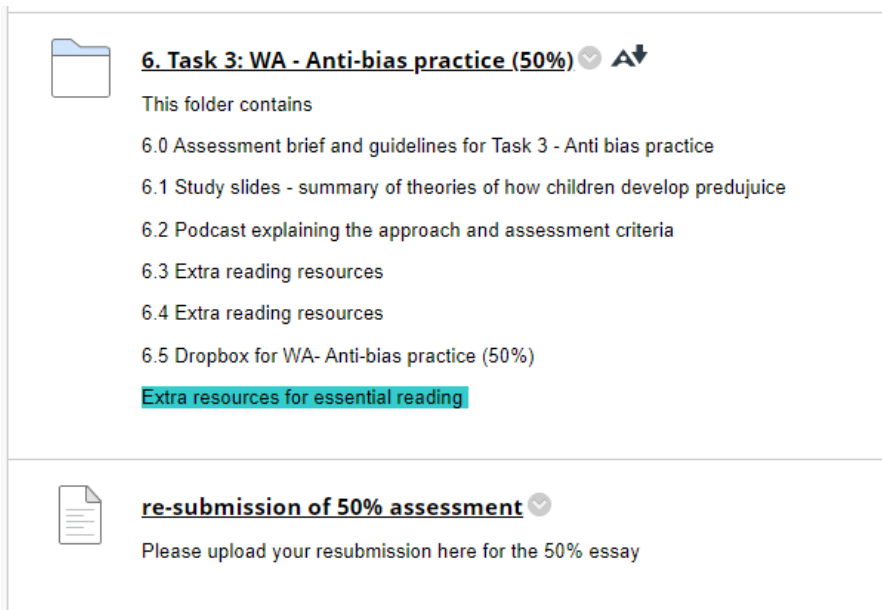 6. Task 3: WA - Anti-bias practice (50%)
This folder contains
6.0 Assessment brief and guidelines for Task 3 - Anti bias practice
6.1 Study slides - summary of theories of how children develop predujuice
6.2 Podcast explaining the approach and assessment criteria
6.3 Extra reading resources
6.4 Extra reading resources
6.5 Dropbox for WA- Anti-bias practice (50%)
Extra resources for essential reading
re-submission of 50% assessment
Please upload your resubmission here for the 50% essay